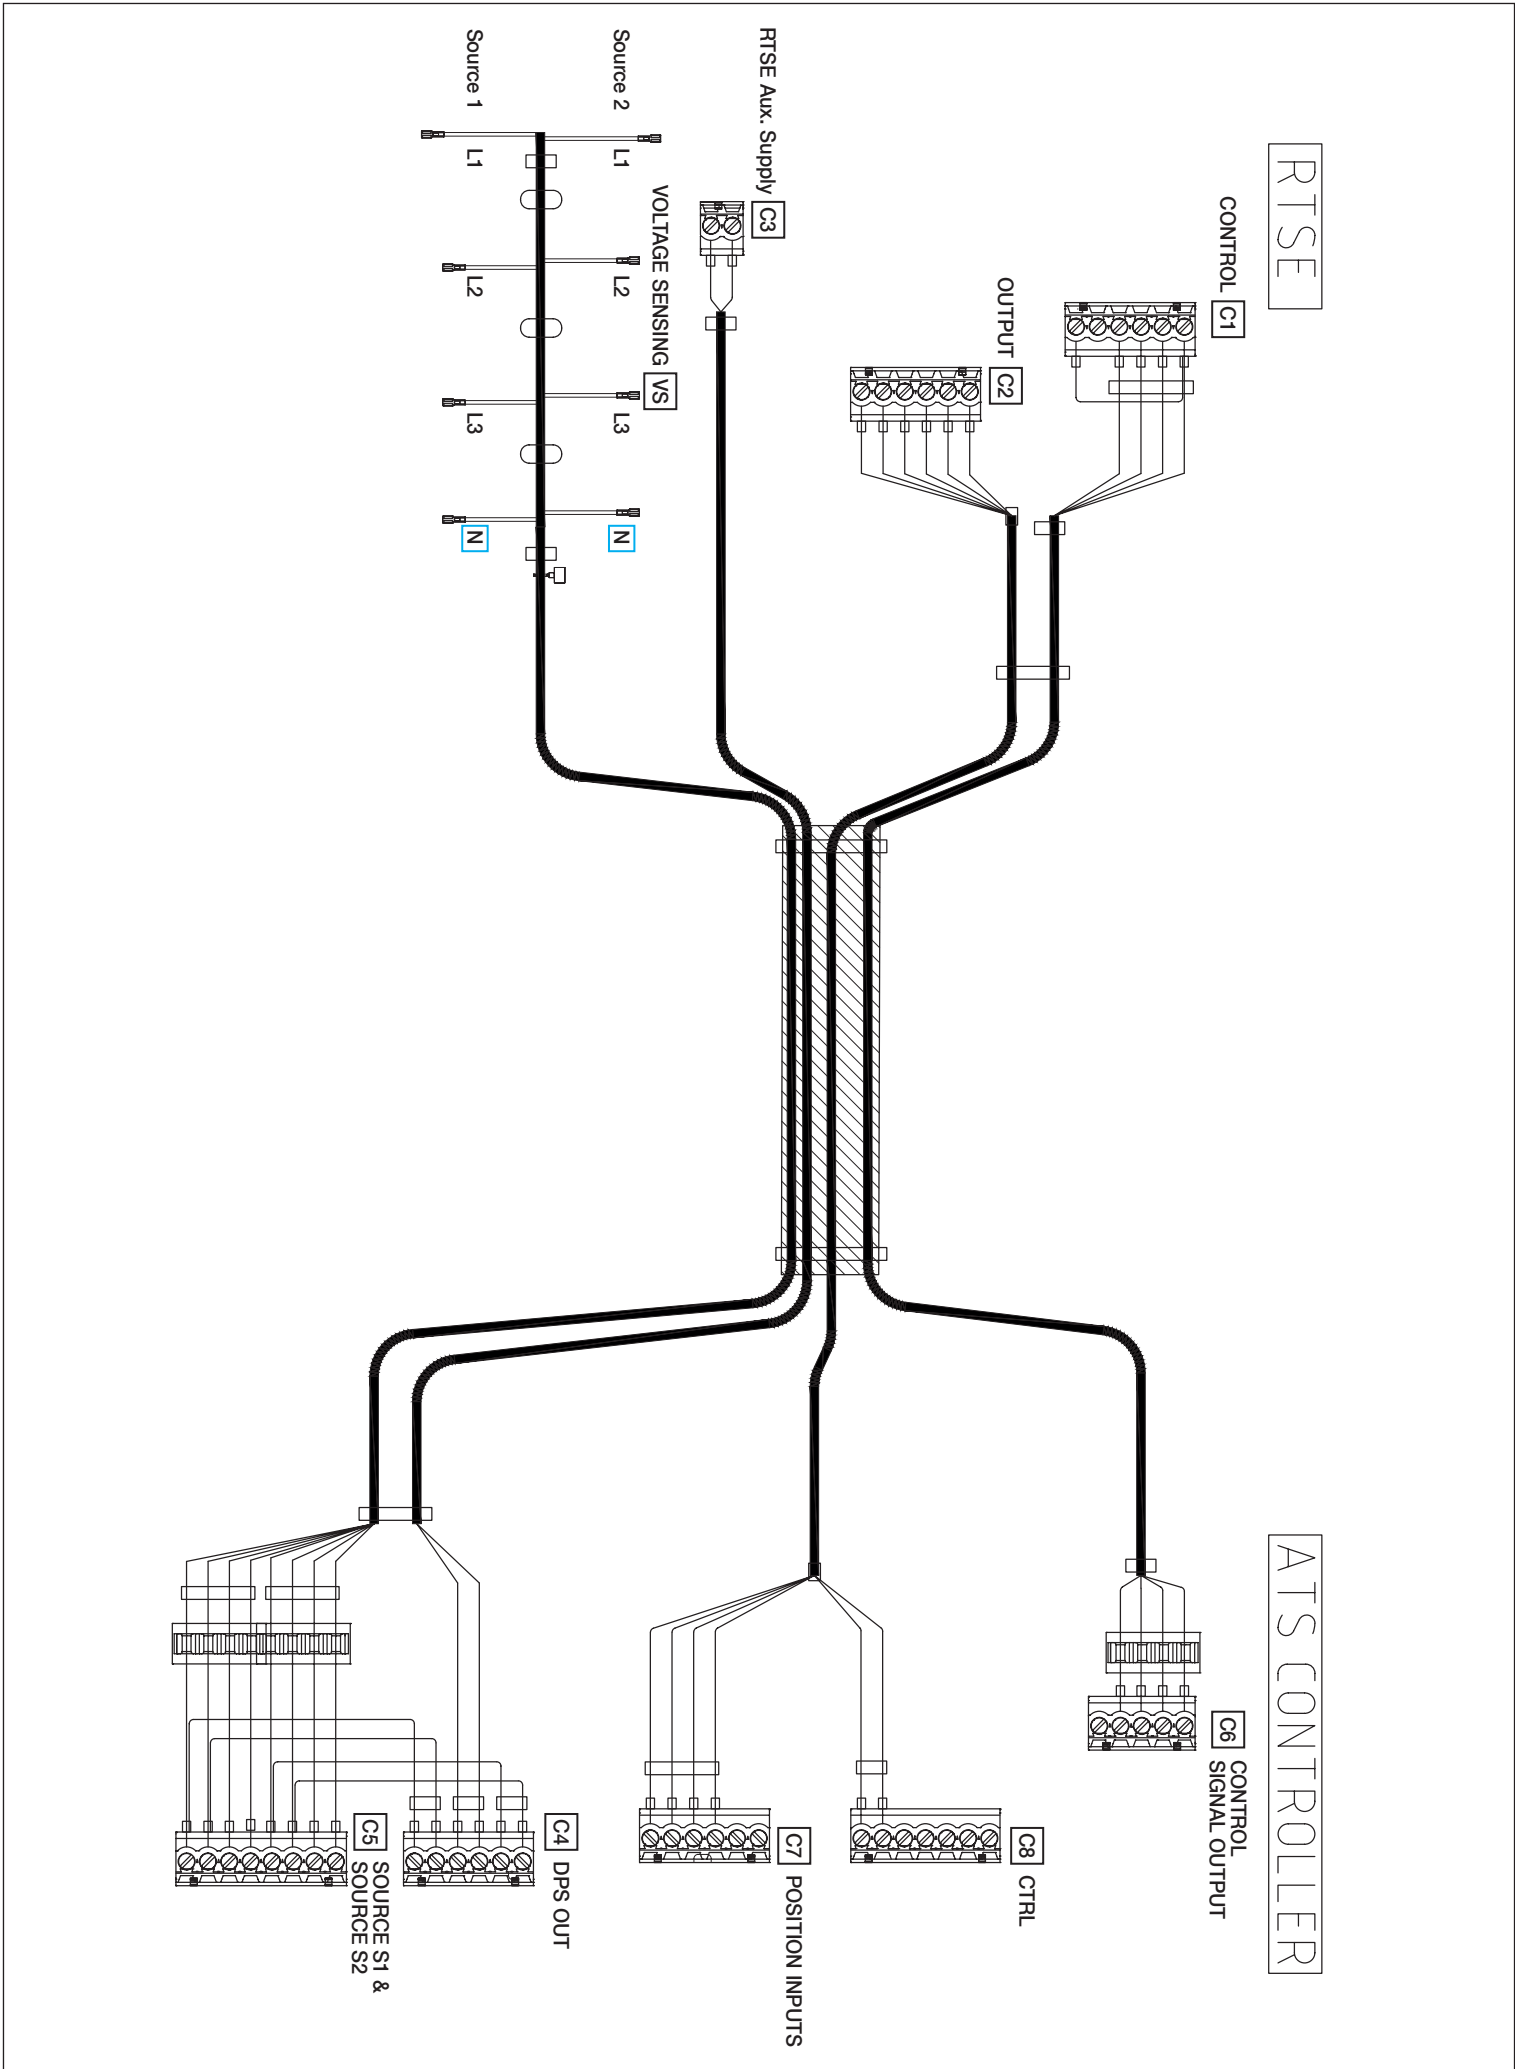 RTSE
CONTROL C1
OUTPUT C2
RTSE Aux. Supply C3
VOLTAGE SENSING VS
Source 2 L1 L2 L3 N
Source 1 L1 L2 L3 N
ATS CONTROLLER
C6 CONTROL
SIGNAL OUTPUT
C8 CTRL
C7 POSITION INPUTS
C4 DPS OUT
C5 SOURCE S1 &
SOURCE S2